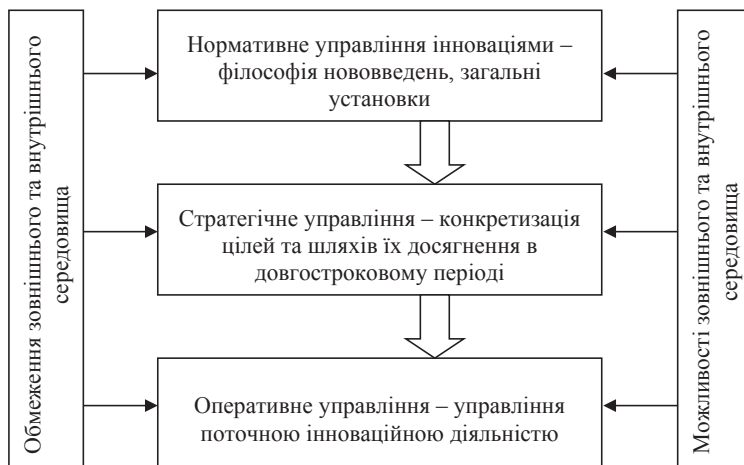 Обмеження зовнішнього та внутрішнього
середовища
Нормативне управління інноваціями –
філософія нововведень, загальні
установки
Стратегічне управління – конкретизація
цілей та шляхів їх досягнення в
довгостроковому періоді
Оперативне управління – управління
поточною інноваційною діяльністю
Можливості зовнішнього та внутрішнього
середовища